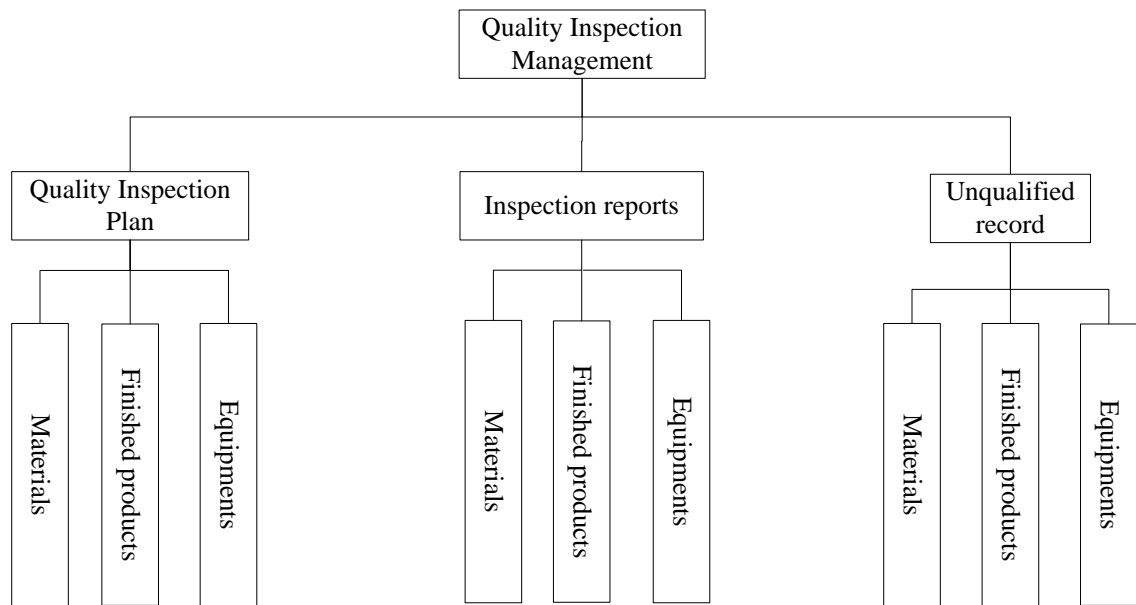 Quality Inspection
Management
Quality Inspection
Plan
Inspection reports
Unqualified
record
Materials
Finished products
Equipments
Materials
Finished products
Equipments
Materials
Finished products
Equipments